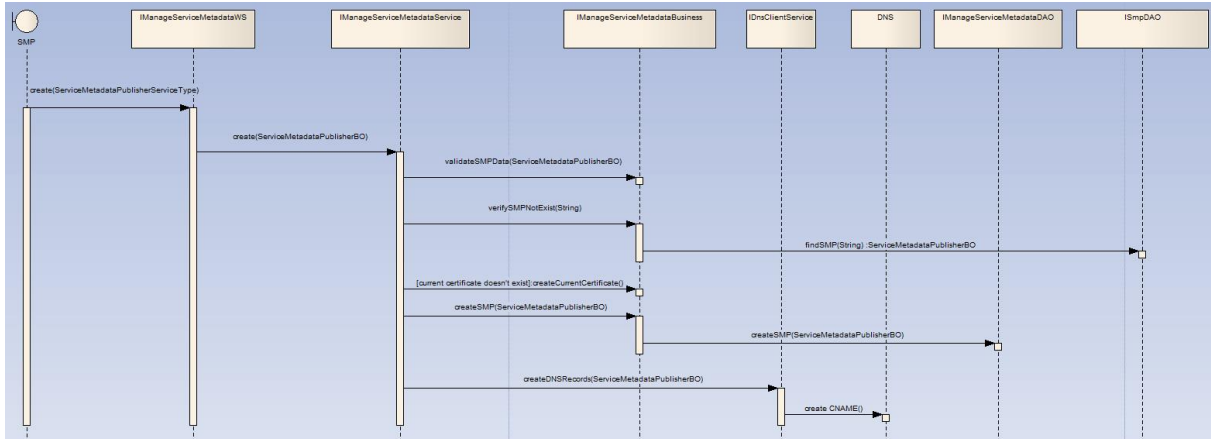 IManageServiceMetadataWS
IManageServiceMetadataService
IManageServiceMetadataBusiness
IDnsClientService
DNS
IManageServiceMetadataDAO
ISmpDAO
SMP
create(ServiceMetadataPublisherServiceType)
create(ServiceMetadataPublisherBO)
validateSMPData(ServiceMetadataPublisherBO)
verifySMPNotExist(String)
findSMP(String) :ServiceMetadataPublisherBO
[current certificate doesn't exist]:createCurrentCertificate()
createSMP(ServiceMetadataPublisherBO)
createSMP(ServiceMetadataPublisherBO)
createDNSRecords(ServiceMetadataPublisherBO)
create CNAME()